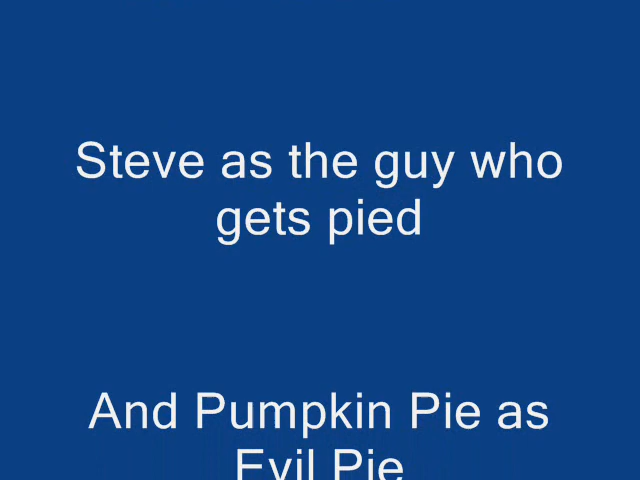 Steve as the guy who
gets pied
And Pumpkin Pie as
Evil Pie